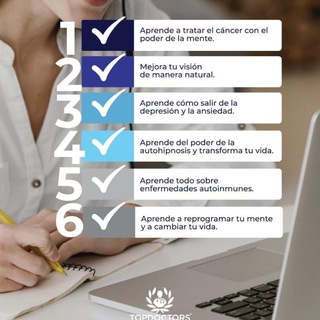 1
Aprende a tratar el cáncer con el
poder de la mente.
2
Mejora tu visión
de manera natural.
3
Aprende cómo salir de la
depresión y la ansiedad.
4
Aprende del poder de la
autohipnosis y transforma tu vida.
5
Aprende todo sobre
enfermedades autoinmunes.
6
Aprende a reprogramar tu mente
y a cambiar tu vida.
TOPDOCTORS